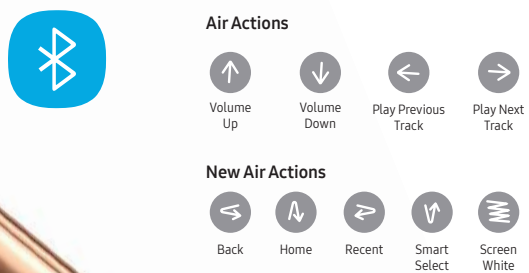 Air Actions
Volume Up
Volume Down
Play Previous Track
Play Next Track
New Air Actions
Back
Home
Recent
Smart Select
Screen White